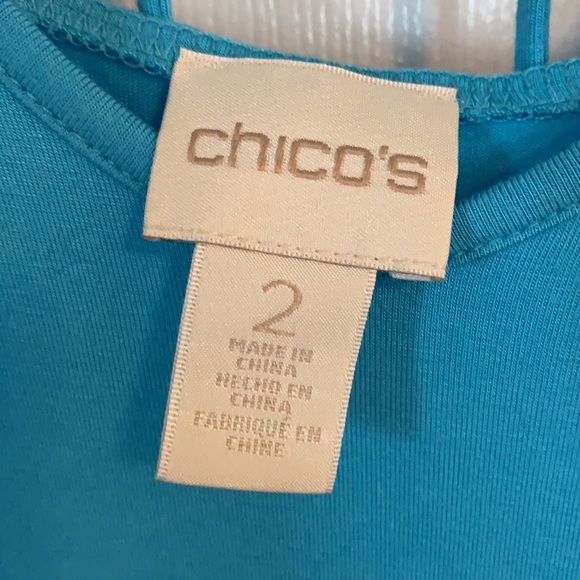 chico's
2
MADE IN
CHINA
HECHO EN
CHINA
FABRIQUÉ EN
CHINE